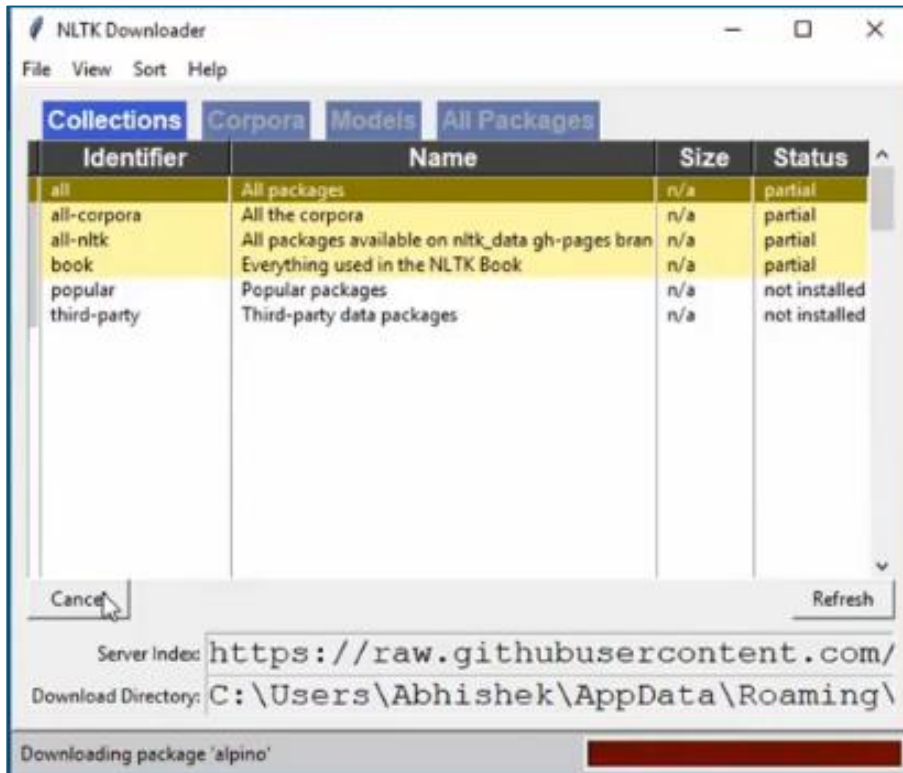 NLTK Downloader
File View Sort Help
Collections Corpora Models All Packages
Identifier Name Size Status
all All packages n/a partial
all-corpora All the corpora n/a partial
all-nltk All packages available on nltk_data gh-pages bran n/a partial
book Everything used in the NLTK Book n/a partial
popular Popular packages n/a not installed
third-party Third-party data packages n/a not installed
Cancel Refresh
Server Index: https://raw.githubusercontent.com/
Download Directory: C:\Users\Abhishek\AppData\Roaming\
Downloading package 'alpino'